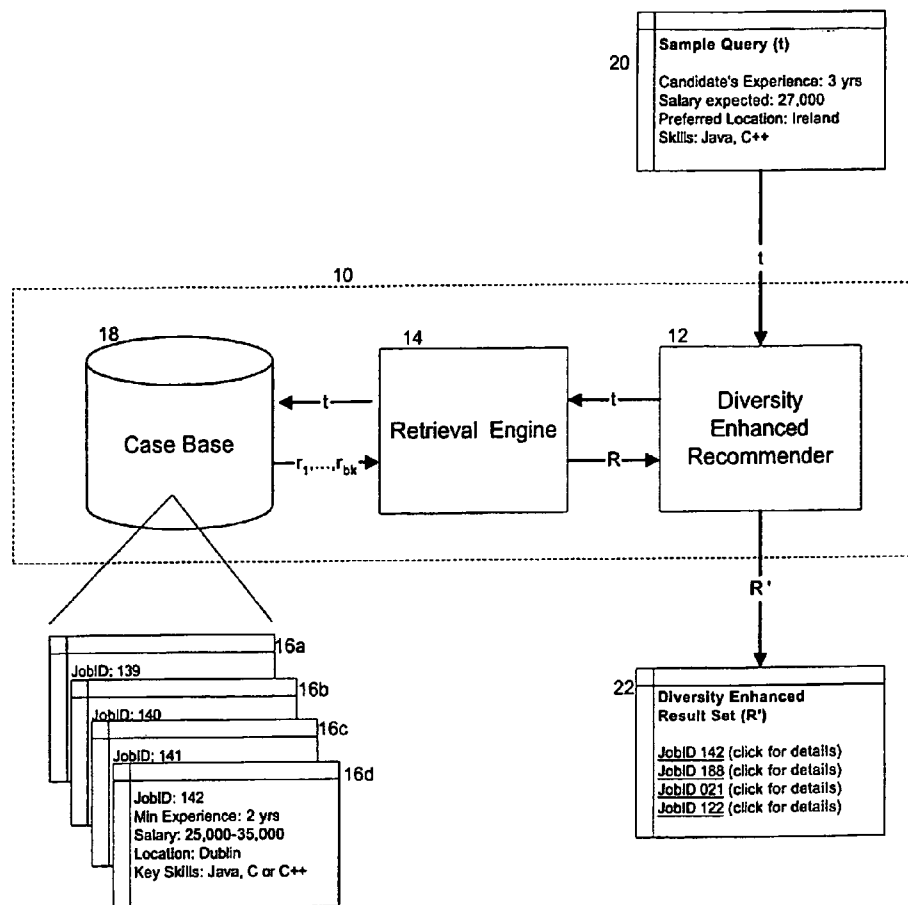 20
Sample Query (t)
Candidate's Experience: 3 yrs
Salary expected: 27,000
Preferred Location: Ireland
Skills: Java, C++
t
10
18
Case Base
t
r1,....,rbk
14
Retrieval Engine
t
R
12
Diversity
Enhanced
Recommender
R'
16a
JobID: 139
16b
JobID: 140
16c
JobID: 141
16d
JobID: 142
Min Experience: 2 yrs
Salary: 25,000-35,000
Location: Dublin
Key Skills: Java, C or C++
22
Diversity Enhanced
Result Set (R')
JobID 142 (click for details)
JobID 188 (click for details)
JobID 021 (click for details)
JobID 122 (click for details)